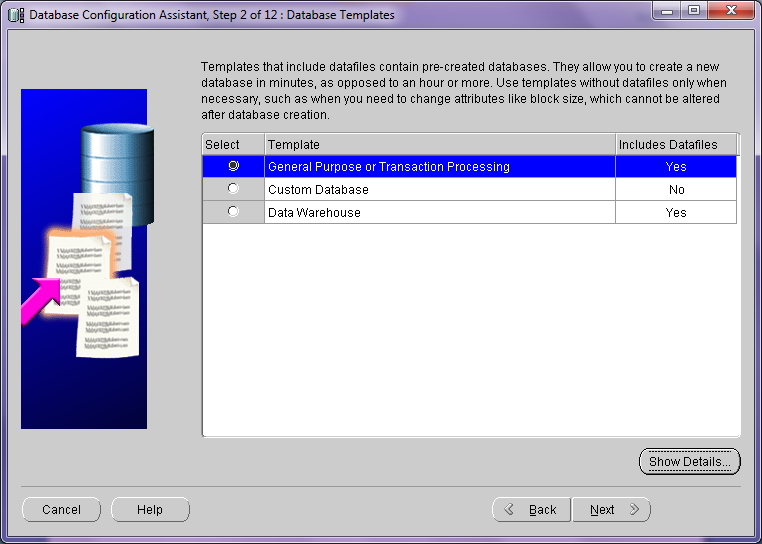 Database Configuration Assistant, Step 2 of 12 : Database Templates
Templates that include datafiles contain pre-created databases. They allow you to create a new
database in minutes, as opposed to an hour or more. Use templates without datafiles only when
necessary, such as when you need to change attributes like block size, which cannot be altered
after database creation.
Select Template Includes Datafiles
General Purpose or Transaction Processing Yes
Custom Database No
Data Warehouse Yes
Show Details...
Cancel Help Back Next